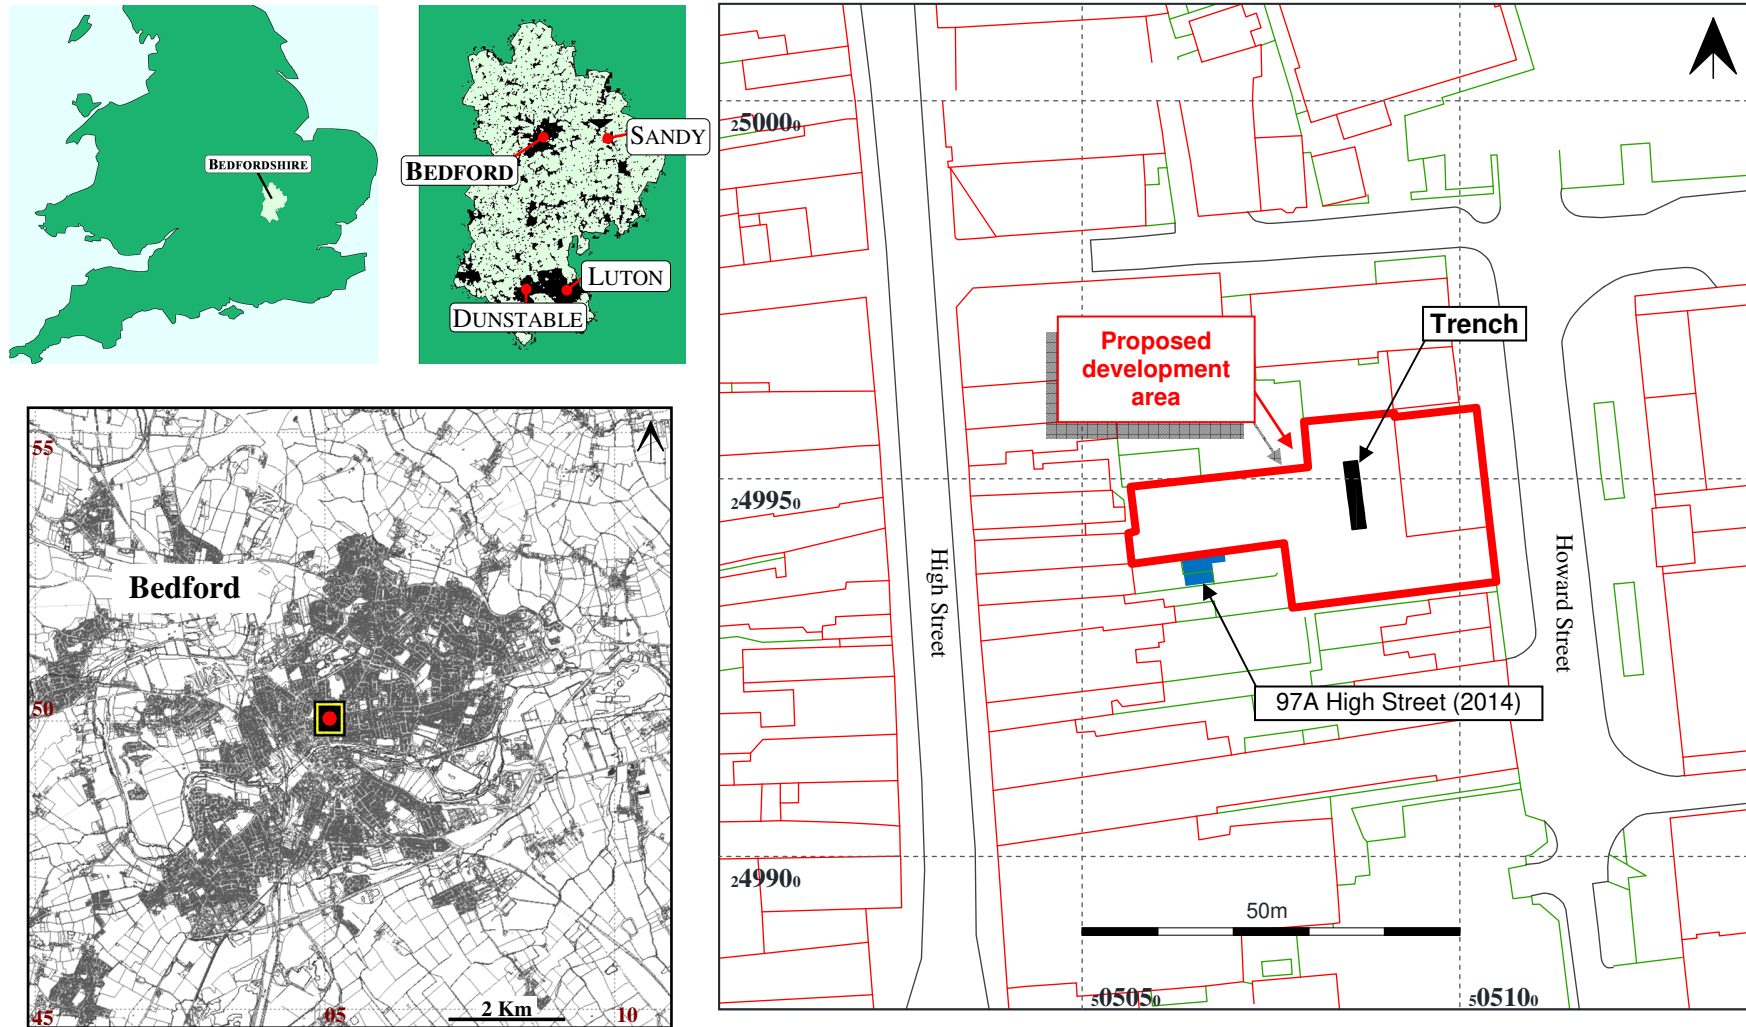 BEDFORDSHIRE
BEDFORD
SANDY
LUTON
DUNSTABLE
55
Bedford
50
45
05
2 Km
10
250000
Trench
Proposed
development
area
249950
High Street
Howard Street
97A High Street (2014)
249900
50m
505050
505100